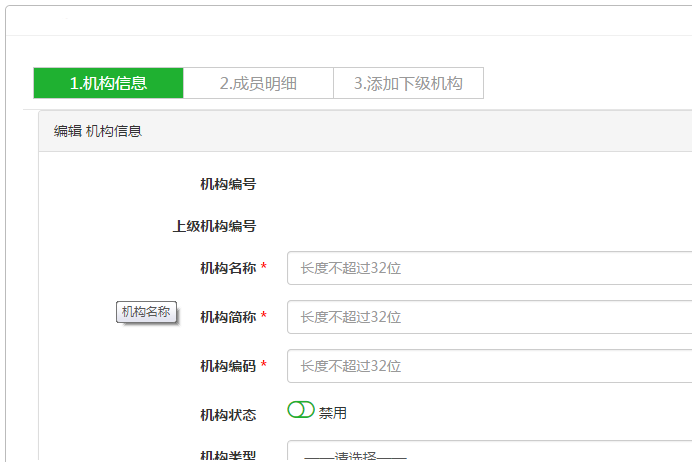 1.机构信息 2.成员明细 3.添加下级机构
编辑 机构信息
机构编号
上级机构编号
机构名称 * 长度不超过32位
机构名称
机构简称 * 长度不超过32位
机构编码 * 长度不超过32位
机构状态 禁用
机构类型 ——请选择——